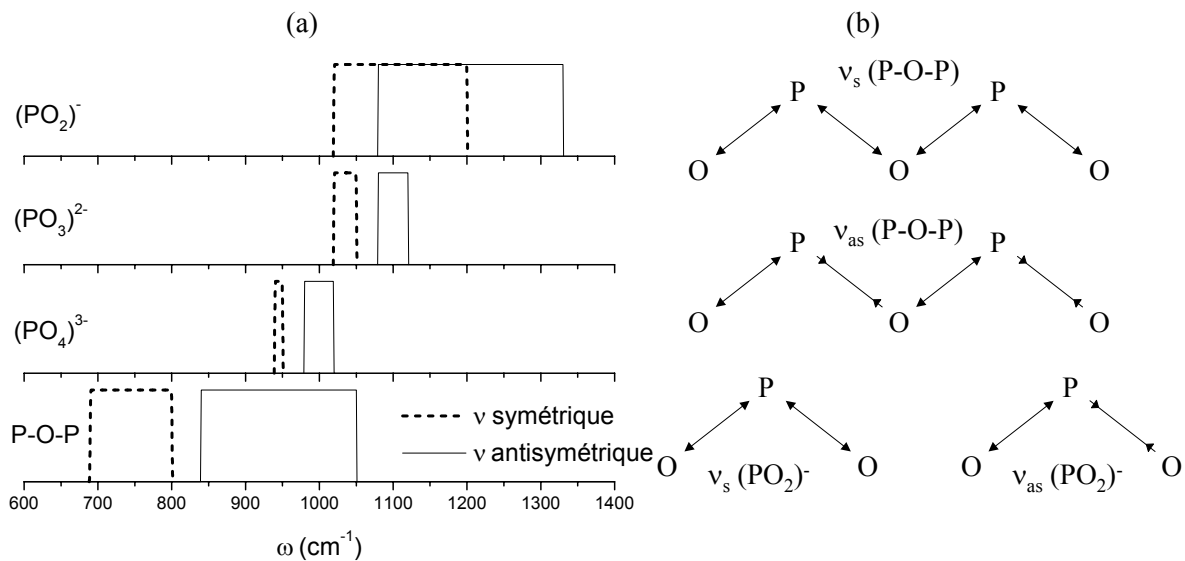 (a)
(PO₂)⁻
(PO₃)²⁻
(PO₄)³⁻
P-O-P
ν symétrique
ν antisymétrique
600 700 800 900 1000 1100 1200 1300 1400
ω (cm⁻¹)
(b)
νₛ (P-O-P)
P P
O O O
νₐₛ (P-O-P)
P P
O O O
P P
O O O O
νₛ (PO₂)⁻ νₐₛ (PO₂)⁻